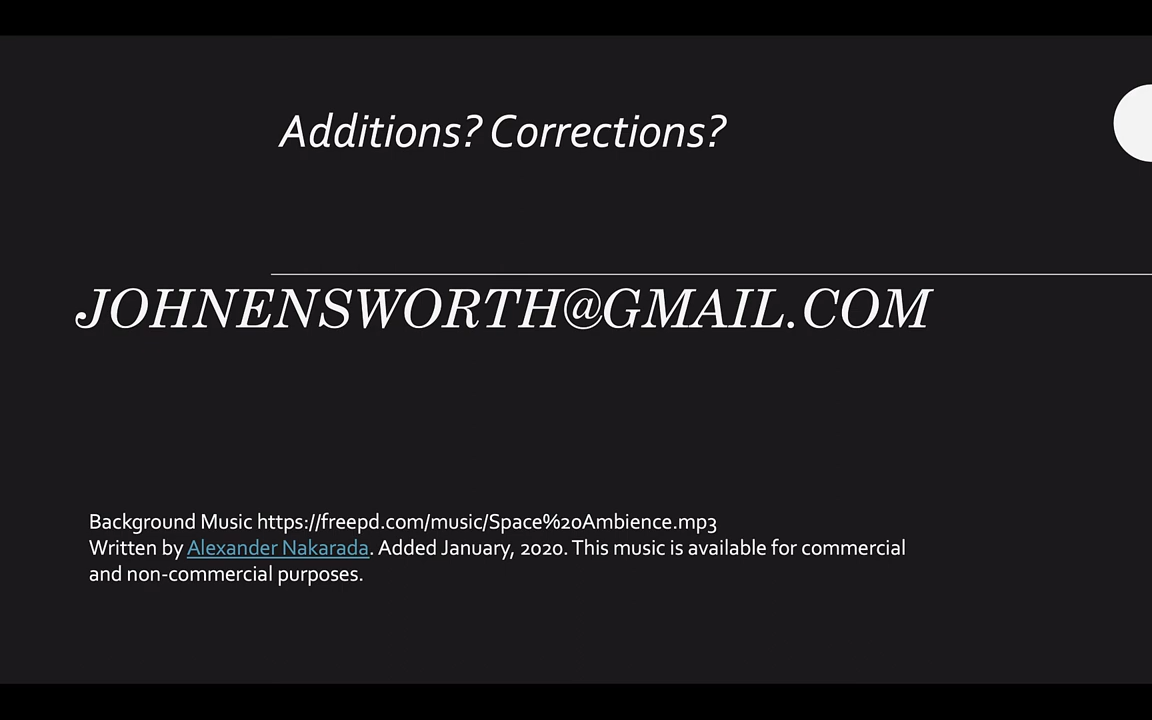 Additions? Corrections?
JOHNENSWORTH@GMAIL.COM
Background Music https://freepd.com/music/Space%20Ambience.mp3
Written by Alexander Nakarada. Added January, 2020. This music is available for commercial
and non-commercial purposes.